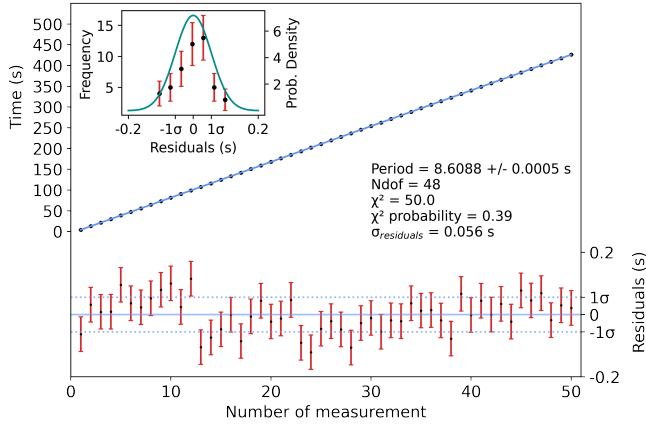 500
450
400
350
300
250
200
150
100
50
0
Time (s)
15
10
5
Frequency
6
4
2
Prob. Density
-0.2 -1σ 0 1σ 0.2
Residuals (s)
Period = 8.6088 +/- 0.0005 s
Ndof = 48
χ² = 50.0
χ² probability = 0.39
σresiduals = 0.056 s
0.2
1σ
0
-1σ
-0.2
Residuals (s)
0 10 20 30 40 50
Number of measurement